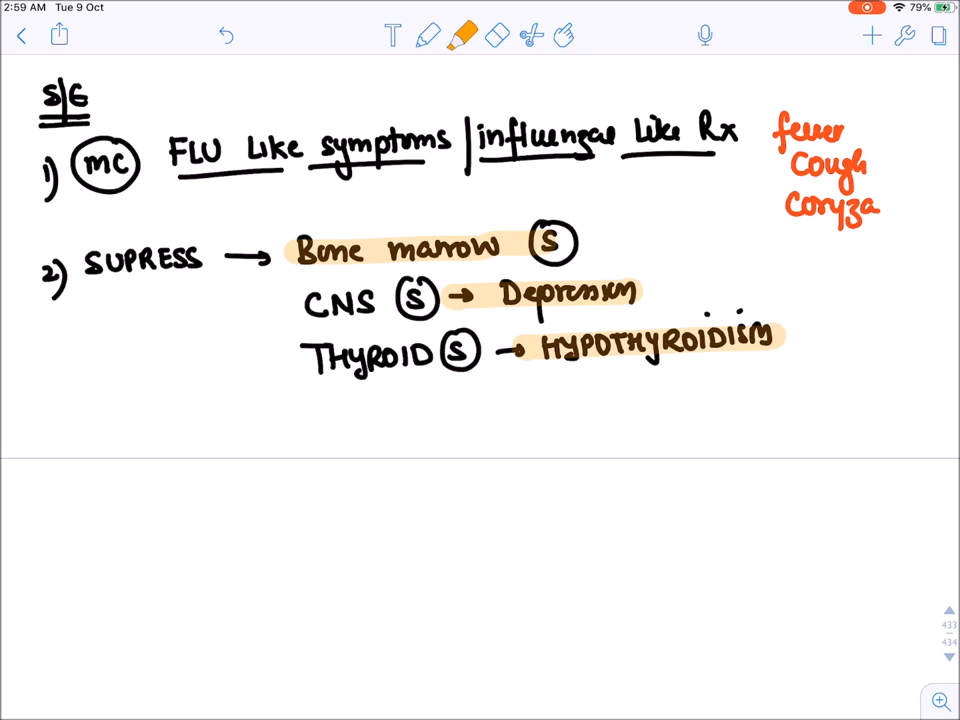 2:59 AM Tue 9 Oct
79%
T
S/E
1) MC FLU Like symptoms | influenzae like Rx
fever
Cough
Coryza
2) SUPRESS → Bone marrow S
CNS S → Depression
THYROID S → HYPOTHYROIDISM
433
434